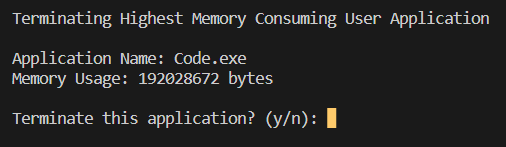 Terminating Highest Memory Consuming User Application
Application Name: Code.exe
Memory Usage: 192028672 bytes
Terminate this application? (y/n):